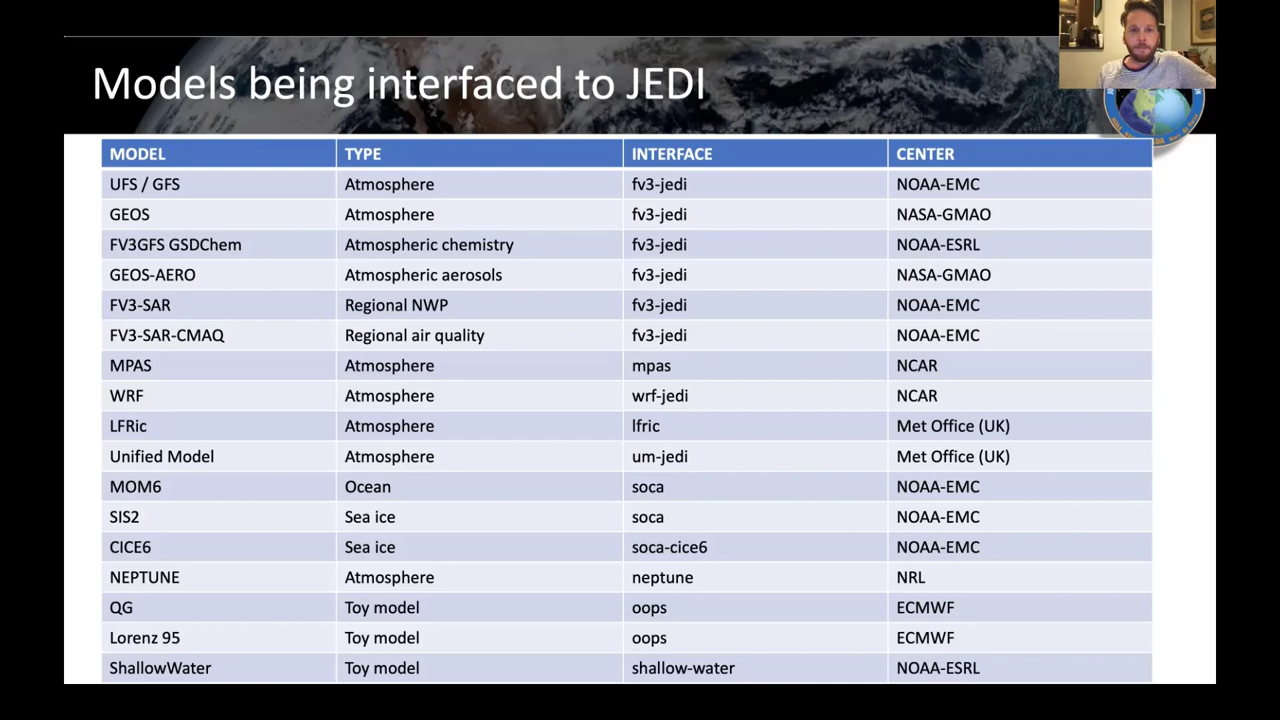 Models being interfaced to JEDI
MODEL TYPE INTERFACE CENTER
UFS / GFS Atmosphere fv3-jedi NOAA-EMC
GEOS Atmosphere fv3-jedi NASA-GMAO
FV3GFS GSDChem Atmospheric chemistry fv3-jedi NOAA-ESRL
GEOS-AERO Atmospheric aerosols fv3-jedi NASA-GMAO
FV3-SAR Regional NWP fv3-jedi NOAA-EMC
FV3-SAR-CMAQ Regional air quality fv3-jedi NOAA-EMC
MPAS Atmosphere mpas NCAR
WRF Atmosphere wrf-jedi NCAR
LFRic Atmosphere lfric Met Office (UK)
Unified Model Atmosphere um-jedi Met Office (UK)
MOM6 Ocean soca NOAA-EMC
SIS2 Sea ice soca NOAA-EMC
CICE6 Sea ice soca-cice6 NOAA-EMC
NEPTUNE Atmosphere neptune NRL
QG Toy model oops ECMWF
Lorenz 95 Toy model oops ECMWF
ShallowWater Toy model shallow-water NOAA-ESRL